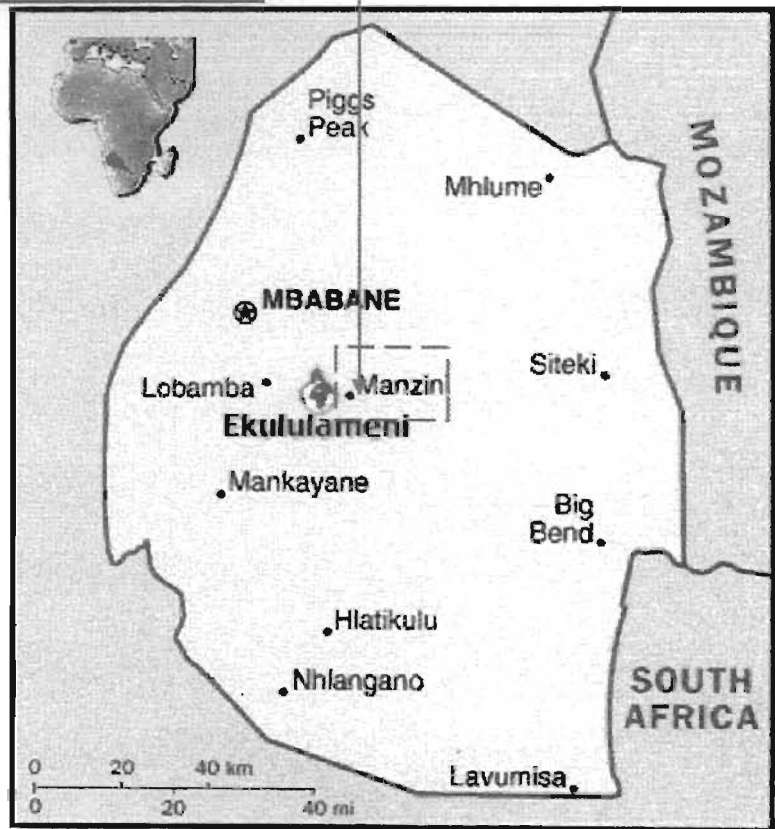 Piggs
Peak
MOZAMBIQUE
Mhlume
MBABANE
Siteki
Lobamba
Manzini
Ekululameni
Mankayane
Big
Bend
Hlatikulu
Nhlangano
SOUTH
AFRICA
0 20 40 km
Lavumisa
0 20 40 mi